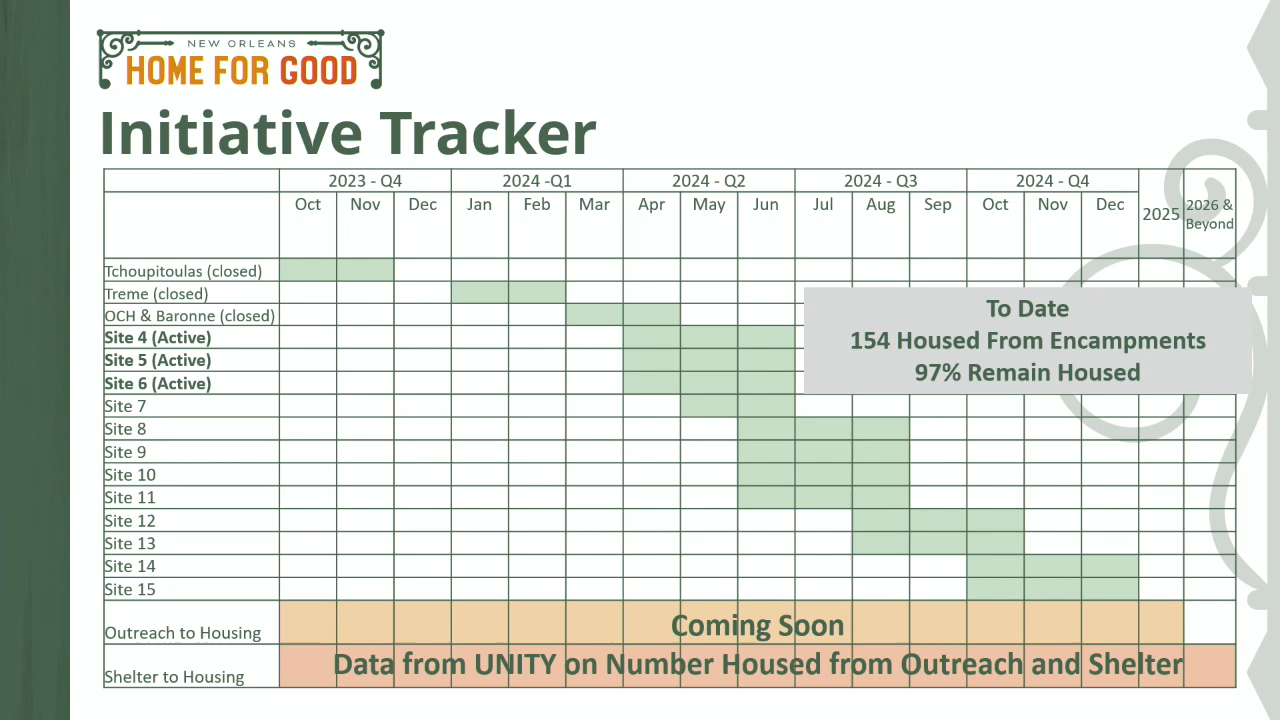 NEW ORLEANS
HOME FOR GOOD
Initiative Tracker
2023 - Q4 2024 -Q1 2024 - Q2 2024 - Q3 2024 - Q4
Oct Nov Dec Jan Feb Mar Apr May Jun Jul Aug Sep Oct Nov Dec 2025 2026 &
Beyond
Tchoupitoulas (closed)
Treme (closed)
OCH & Baronne (closed)
Site 4 (Active)
Site 5 (Active)
Site 6 (Active)
Site 7
Site 8
Site 9
Site 10
Site 11
Site 12
Site 13
Site 14
Site 15
To Date
154 Housed From Encampments
97% Remain Housed
Outreach to Housing
Coming Soon
Shelter to Housing
Data from UNITY on Number Housed from Outreach and Shelter